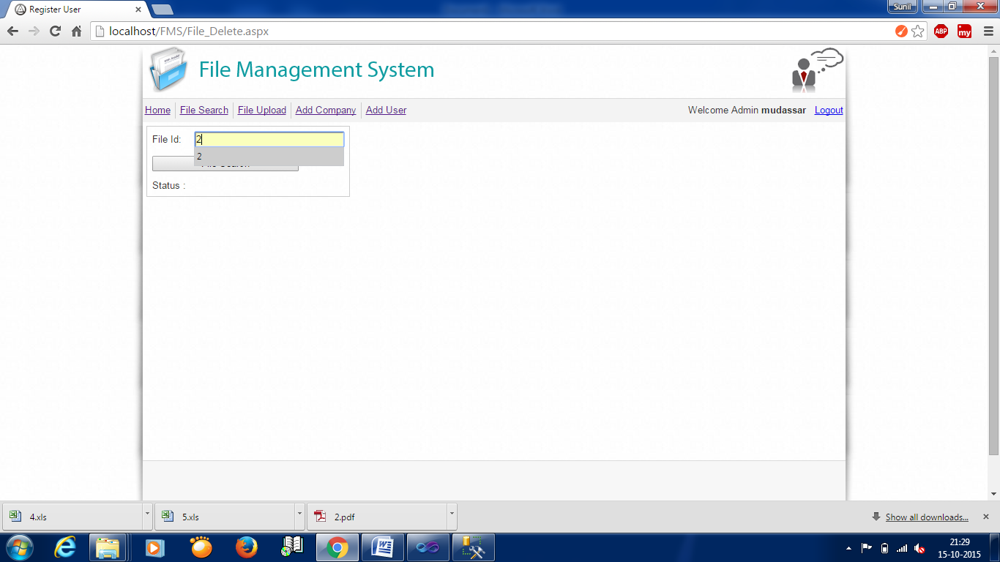 Register User
Sunil
localhost/FMS/File_Delete.aspx
ABP
my
File Management System
Home File Search File Upload Add Company Add User Welcome Admin mudassar Logout
File Id: 2
2
Status :
4.xls 5.xls 2.pdf Show all downloads...
21:29
15-10-2015